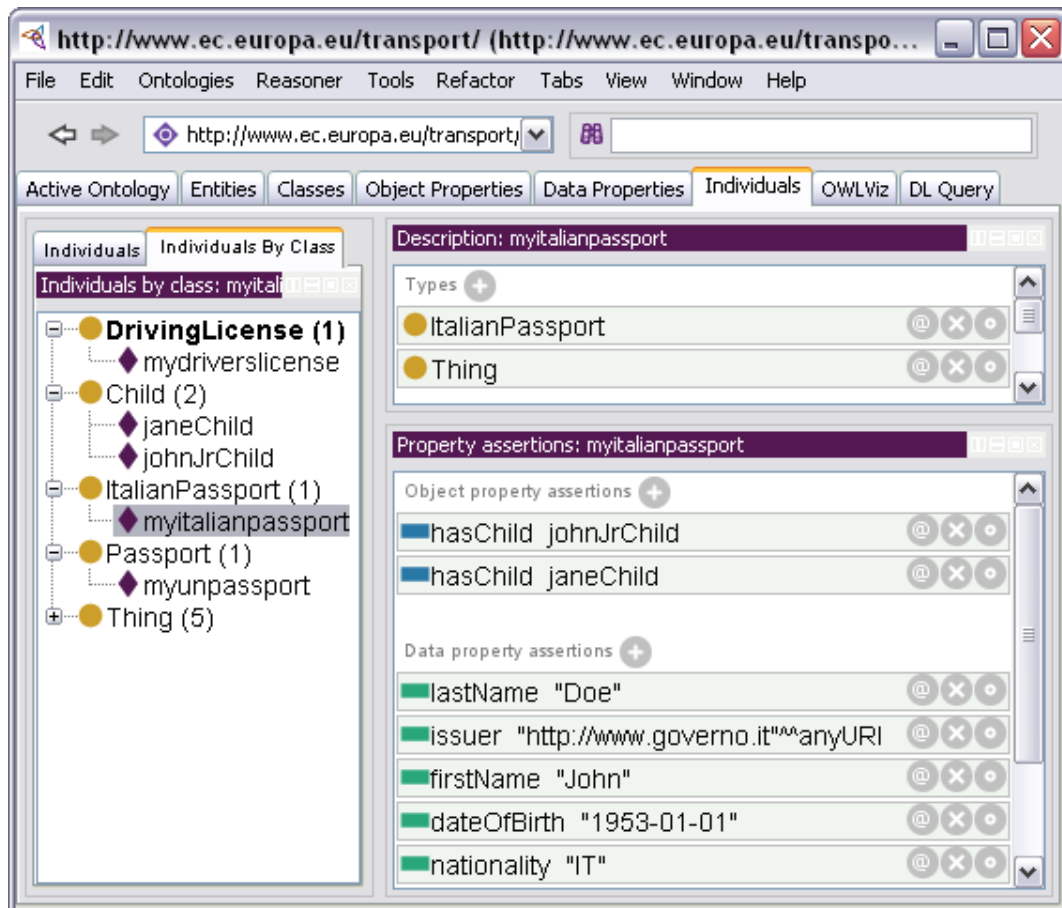 http://www.ec.europa.eu/transport/ (http://www.ec.europa.eu/transpo...
File Edit Ontologies Reasoner Tools Refactor Tabs View Window Help
http://www.ec.europa.eu/transport/
Active Ontology Entities Classes Object Properties Data Properties Individuals OWLViz DL Query
Individuals Individuals By Class
Individuals by class: myitali
DrivingLicense (1)
mydriverslicense
Child (2)
janeChild
johnJrChild
ItalianPassport (1)
myitalianpassport
Passport (1)
myunpassport
Thing (5)
Description: myitalianpassport
Types
ItalianPassport
Thing
Property assertions: myitalianpassport
Object property assertions
hasChild johnJrChild
hasChild janeChild
Data property assertions
lastName "Doe"
issuer "http://www.governo.it"^^anyURI
firstName "John"
dateOfBirth "1953-01-01"
nationality "IT"